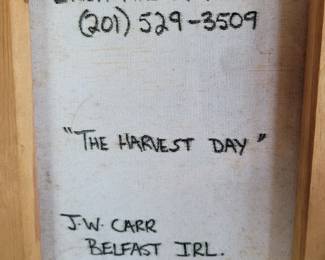 (201) 529-3509
"THE HARVEST DAY"
J.W. CARR
BELFAST IRL.